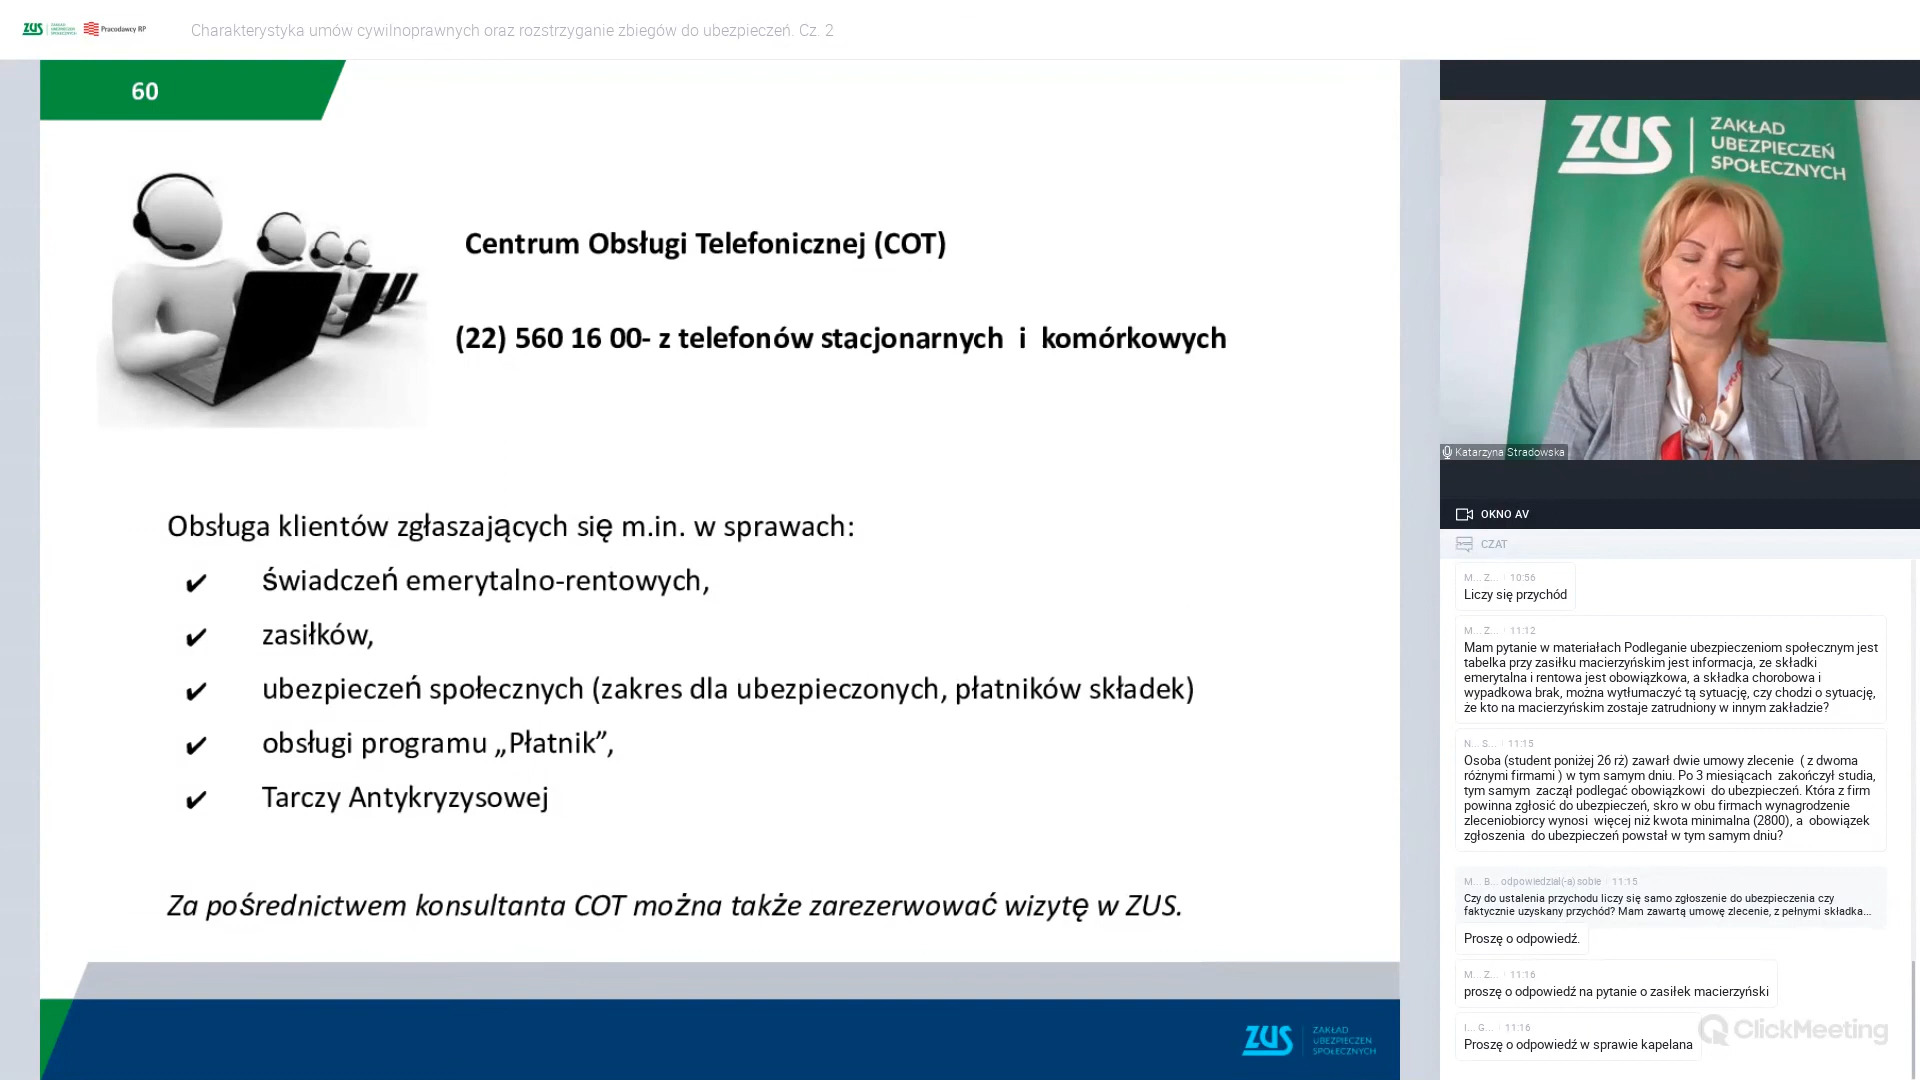 ZUS ZAKŁAD UBEZPIECZEŃ SPOŁECZNYCH Pracodawcy RP
Charakterystyka umów cywilnoprawnych oraz rozstrzyganie zbiegów do ubezpieczeń. Cz. 2
60
Centrum Obsługi Telefonicznej (COT)
(22) 560 16 00- z telefonów stacjonarnych i komórkowych
Obsługa klientów zgłaszających się m.in. w sprawach:
✔ świadczeń emerytalno-rentowych,
✔ zasiłków,
✔ ubezpieczeń społecznych (zakres dla ubezpieczonych, płatników składek)
✔ obsługi programu „Płatnik”,
✔ Tarczy Antykryzysowej
Za pośrednictwem konsultanta COT można także zarezerwować wizytę w ZUS.
ZUS
ZAKŁAD
UBEZPIECZEŃ
SPOŁECZNYCH
ZUS
ZAKŁAD
UBEZPIECZEŃ
SPOŁECZNYCH
Katarzyna Stradowska
OKNO AV
CZAT
M... Z... 10:56
Liczy się przychód
M... Z... 11:12
Mam pytanie w materiałach Podleganie ubezpieczeniom społecznym jest
tabelka przy zasiłku macierzyńskim jest informacja, ze składki
emerytalna i rentowa jest obowiązkowa, a składka chorobowa i
wypadkowa brak, można wytłumaczyć tą sytuację, czy chodzi o sytuację,
że kto na macierzyńskim zostaje zatrudniony w innym zakładzie?
N... S... 11:15
Osoba (student poniżej 26 rż) zawarł dwie umowy zlecenie ( z dwoma
różnymi firmami ) w tym samym dniu. Po 3 miesiącach zakończył studia,
tym samym zaczął podlegać obowiązkowi do ubezpieczeń. Która z firm
powinna zgłosić do ubezpieczeń, skro w obu firmach wynagrodzenie
zleceniobiorcy wynosi więcej niż kwota minimalna (2800), a obowiązek
zgłoszenia do ubezpieczeń powstał w tym samym dniu?
M... B... odpowiedział(-a) sobie 11:15
Czy do ustalenia przychodu liczy się samo zgłoszenie do ubezpieczenia czy
faktycznie uzyskany przychód? Mam zawartą umowę zlecenie, z pełnymi składka...
Proszę o odpowiedź.
M... Z... 11:16
proszę o odpowiedź na pytanie o zasiłek macierzyński
I... G... 11:16
Proszę o odpowiedź w sprawie kapelana
ClickMeeting